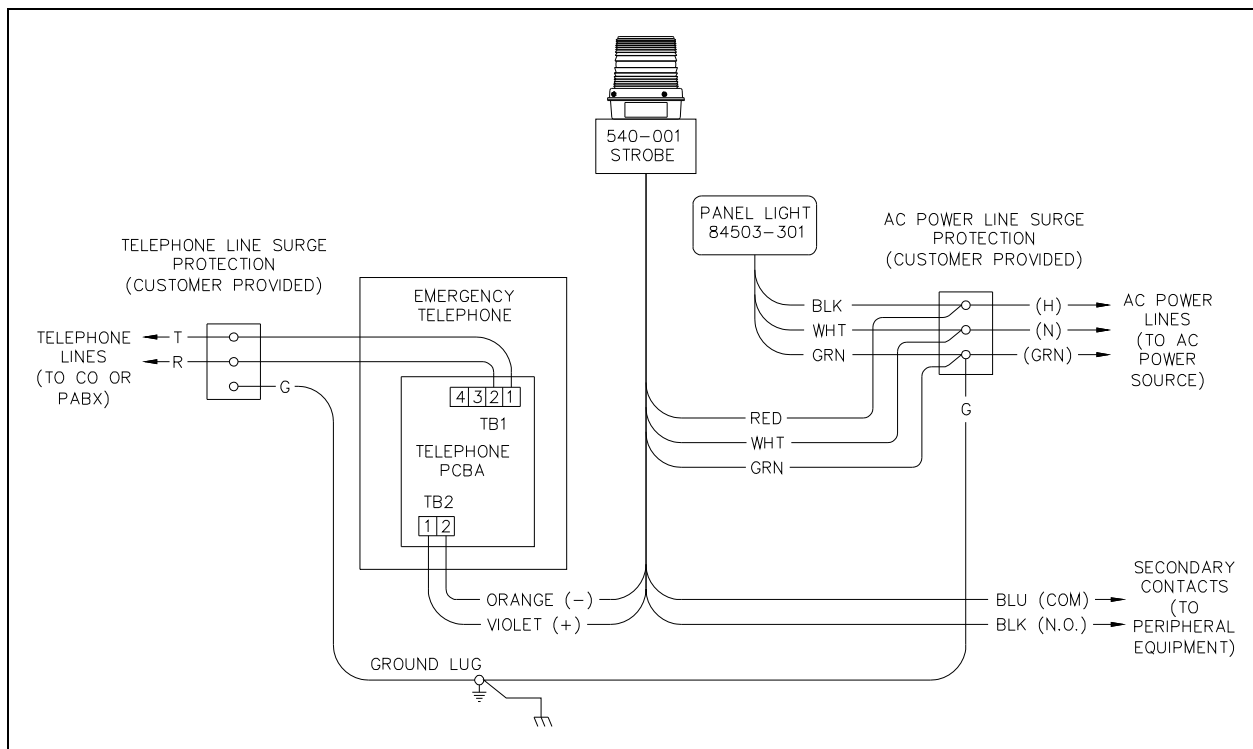 540-001
STROBE
PANEL LIGHT
84503-301
AC POWER LINE SURGE
PROTECTION
(CUSTOMER PROVIDED)
TELEPHONE LINE SURGE
PROTECTION
(CUSTOMER PROVIDED)
EMERGENCY
TELEPHONE
BLK
(H)
WHT
(N)
GRN
(GRN)
AC POWER
LINES
(TO AC
POWER
SOURCE)
TELEPHONE
LINES
(TO CO OR
PABX)
T
R
G
4 3 2 1
TB1
TELEPHONE
PCBA
TB2
1 2
RED
WHT
GRN
G
ORANGE (-)
VIOLET (+)
BLU (COM)
BLK (N.O.)
SECONDARY
CONTACTS
(TO
PERIPHERAL
EQUIPMENT)
GROUND LUG